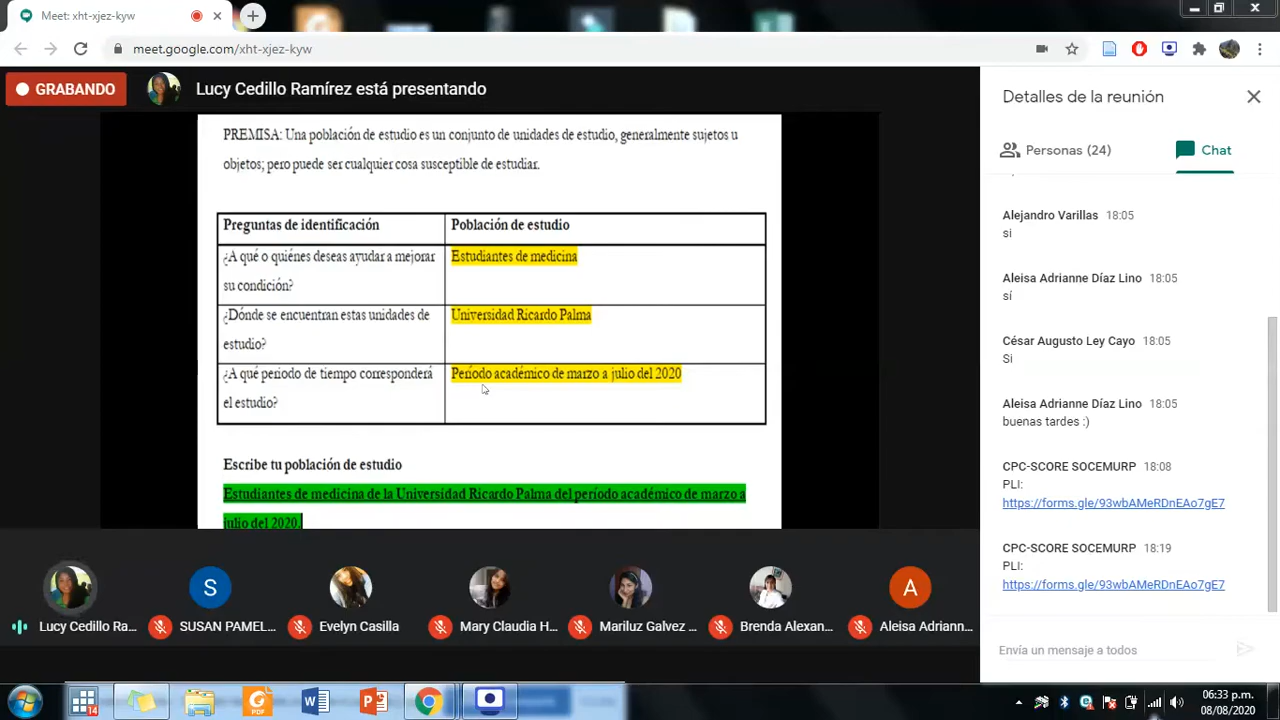 Meet: xht-xjez-kyw
meet.google.com/xht-xjez-kyw
GRABANDO
Lucy Cedillo Ramírez está presentando
PREMISA: Una población de estudio es un conjunto de unidades de estudio, generalmente sujetos u
objetos; pero puede ser cualquier cosa susceptible de estudiar.
Preguntas de identificación
Población de estudio
¿A qué o quiénes deseas ayudar a mejorar
su condición?
Estudiantes de medicina
¿Dónde se encuentran estas unidades de
estudio?
Universidad Ricardo Palma
¿A qué periodo de tiempo corresponderá
el estudio?
Período académico de marzo a julio del 2020
Escribe tu población de estudio
Estudiantes de medicina de la Universidad Ricardo Palma del período académico de marzo a
julio del 2020.
Lucy Cedillo Ra...
S
SUSAN PAMEL...
Evelyn Casilla
Mary Claudia H...
Mariluz Galvez ...
Brenda Alexan...
A
Aleisa Adriann...
Detalles de la reunión
Personas (24)
Chat
Alejandro Varillas 18:05
si
Aleisa Adrianne Díaz Lino 18:05
sí
César Augusto Ley Cayo 18:05
Si
Aleisa Adrianne Díaz Lino 18:05
buenas tardes :)
CPC-SCORE SOCEMURP 18:08
PLI:
https://forms.gle/93wbAMeRDnEAo7gE7
CPC-SCORE SOCEMURP 18:19
PLI:
https://forms.gle/93wbAMeRDnEAo7gE7
Envía un mensaje a todos
14
PDF
06:33 p.m.
08/08/2020